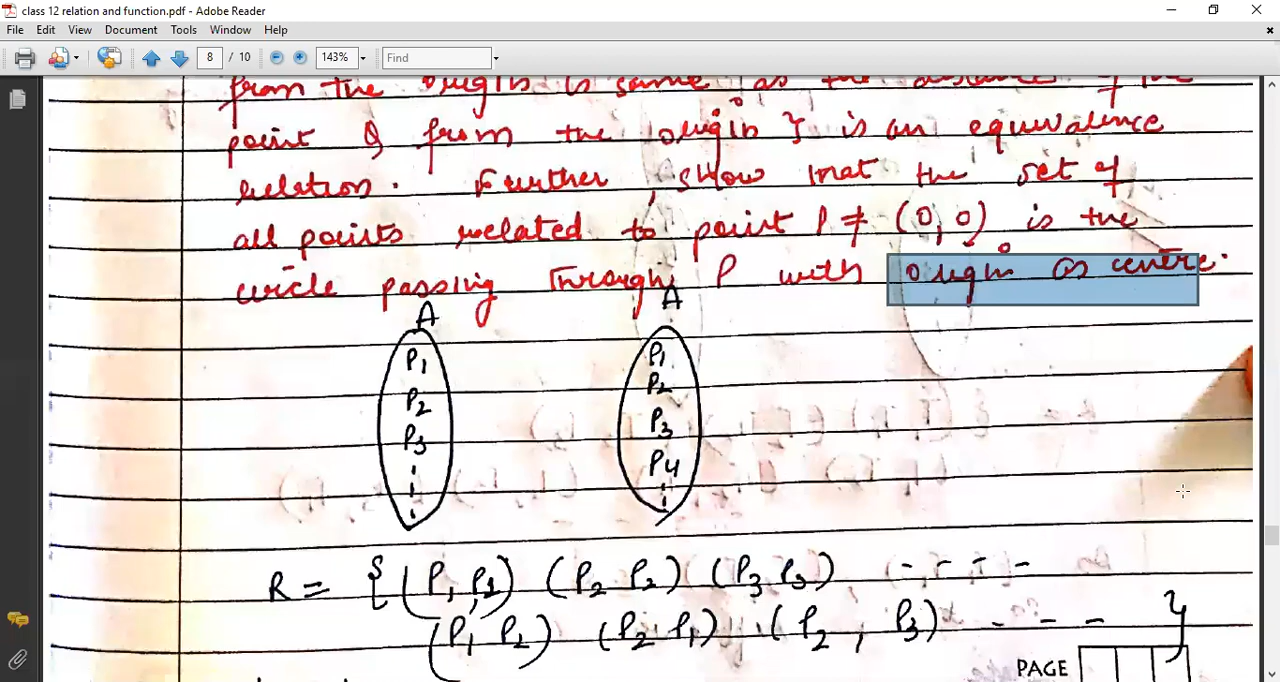 class 12 relation and function.pdf - Adobe Reader
File Edit View Document Tools Window Help
8 / 10 143% Find
from the origin is same as the distance of the
point Q from the origin } is an equivalence
relation. Further, show that the set of
all points related to point P ≠ (0, 0) is the
circle passing through P with origin as centre.
A A
P1 P1
P2 P2
P3 P3
P4
R = { (P1, P1) (P2 P2) (P3 P3) - - - -
(P1 P2) (P2 P1) (P2, P3) - - - }
PAGE